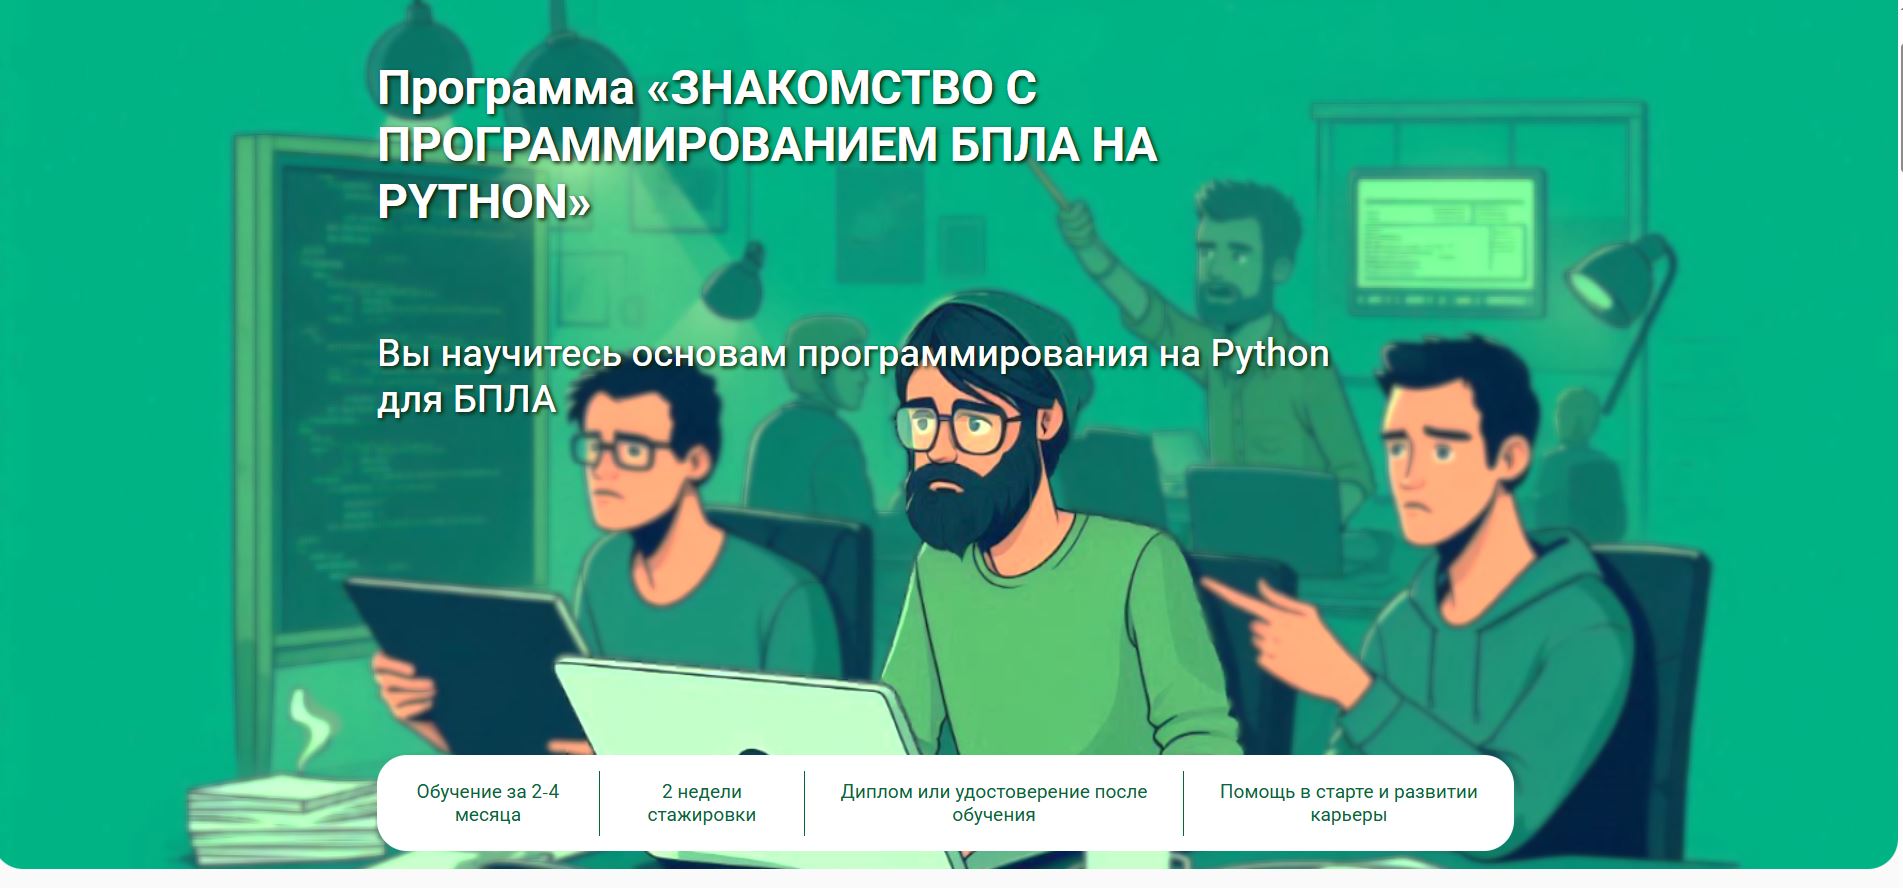 Программа «ЗНАКОМСТВО С
ПРОГРАММИРОВАНИЕМ БПЛА НА
PYTHON»
Вы научитесь основам программирования на Python
для БПЛА
Обучение за 2-4
месяца
2 недели
стажировки
Диплом или удостоверение после
обучения
Помощь в старте и развитии
карьеры